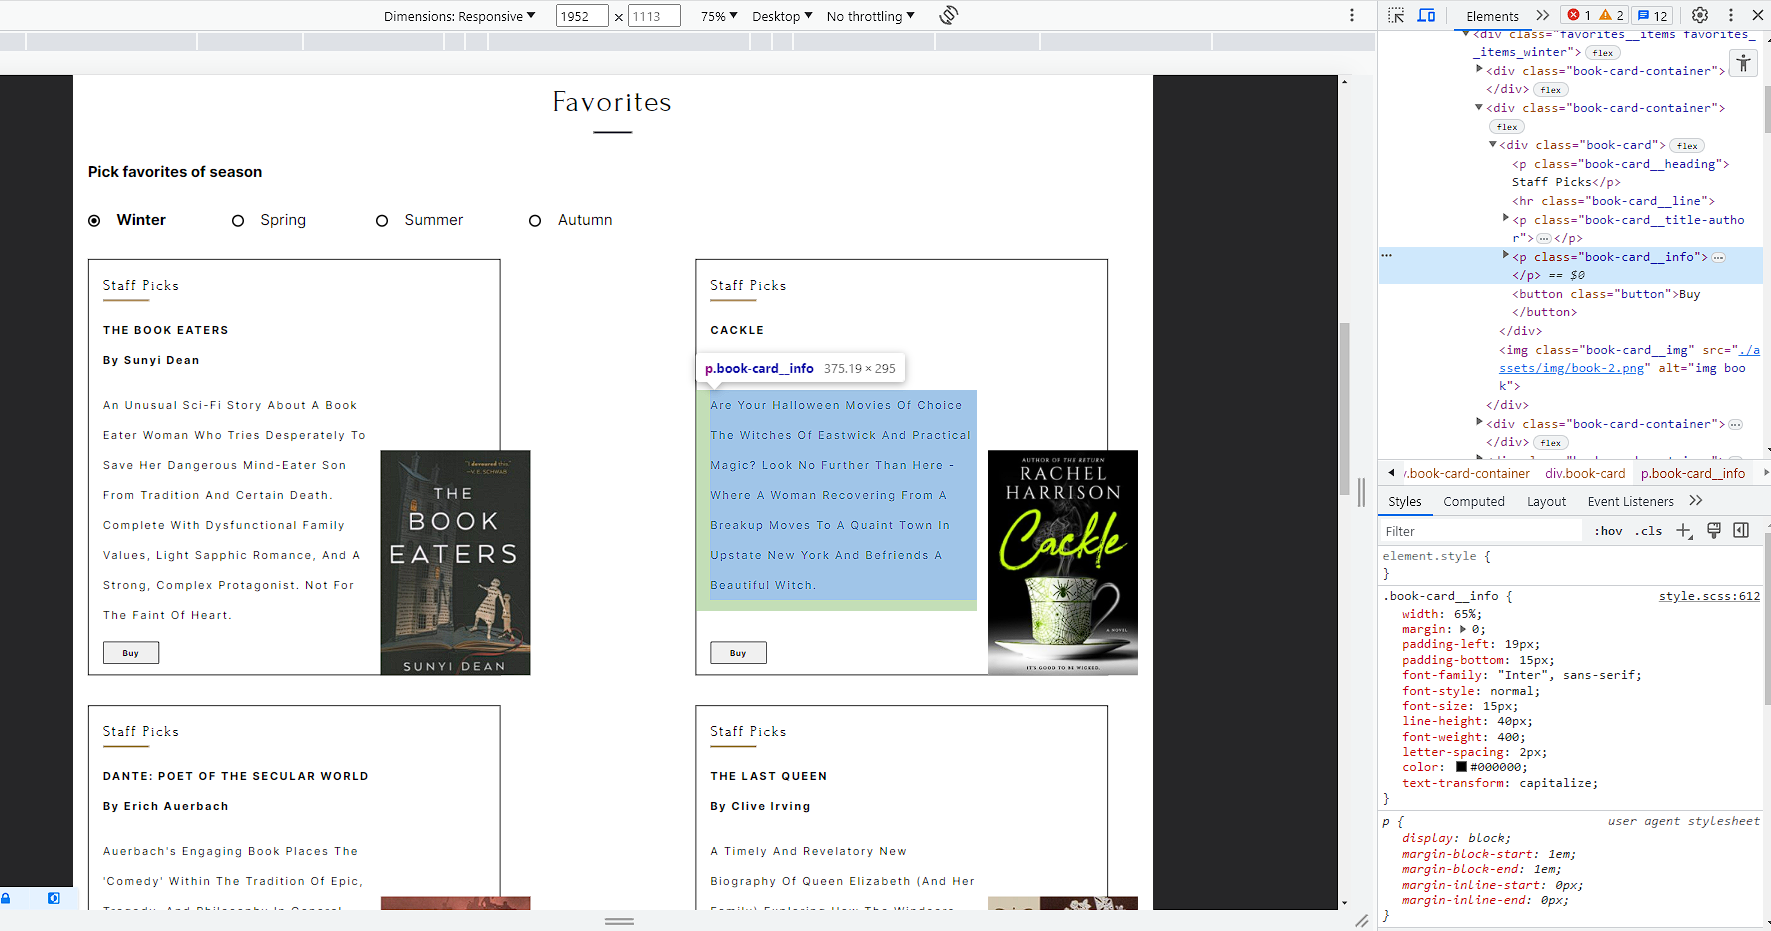 Dimensions: Responsive
1952
×
1113
75%
Desktop
No throttling
Elements
1
2
12
Favorites
Pick favorites of season
Winter
Spring
Summer
Autumn
Staff Picks
THE BOOK EATERS
By Sunyi Dean
An Unusual Sci-Fi Story About A Book
Eater Woman Who Tries Desperately To
Save Her Dangerous Mind-Eater Son
From Tradition And Certain Death.
Complete With Dysfunctional Family
Values, Light Sapphic Romance, And A
Strong, Complex Protagonist. Not For
The Faint Of Heart.
Buy
"I devoured this."
—V. E. SCHWAB
THE
BOOK
EATERS
SUNYI DEAN
Staff Picks
CACKLE
p.book-card__info 375.19 × 295
Are Your Halloween Movies Of Choice
The Witches Of Eastwick And Practical
Magic? Look No Further Than Here -
Where A Woman Recovering From A
Breakup Moves To A Quaint Town In
Upstate New York And Befriends A
Beautiful Witch.
Buy
AUTHOR OF THE RETURN
RACHEL
HARRISON
Cackle
A NOVEL
IT'S GOOD TO BE WICKED.
Staff Picks
DANTE: POET OF THE SECULAR WORLD
By Erich Auerbach
Auerbach's Engaging Book Places The
'Comedy' Within The Tradition Of Epic,
Tragedy, And Philosophy In General,
Staff Picks
THE LAST QUEEN
By Clive Irving
A Timely And Revelatory New
Biography Of Queen Elizabeth (And Her
Family) Exploring How The Windsors
<div class="favorites__items favorites_
_items_winter"> flex
<div class="book-card-container">
</div> flex
<div class="book-card-container">
flex
<div class="book-card"> flex
<p class="book-card__heading">
Staff Picks</p>
<hr class="book-card__line">
<p class="book-card__title-autho
r"> … </p>
… <p class="book-card__info"> …
</p> == $0
<button class="button">Buy
</button>
</div>
<img class="book-card__img" src="./a
ssets/img/book-2.png" alt="img boo
k">
</div>
<div class="book-card-container"> …
</div> flex
.book-card-container div.book-card p.book-card__info
Styles Computed Layout Event Listeners
Filter
:hov .cls
element.style {
}
.book-card__info { style.scss:612
width: 65%;
margin: 0;
padding-left: 19px;
padding-bottom: 15px;
font-family: "Inter", sans-serif;
font-style: normal;
font-size: 15px;
line-height: 40px;
font-weight: 400;
letter-spacing: 2px;
color: #000000;
text-transform: capitalize;
}
p { user agent stylesheet
display: block;
margin-block-start: 1em;
margin-block-end: 1em;
margin-inline-start: 0px;
margin-inline-end: 0px;
}